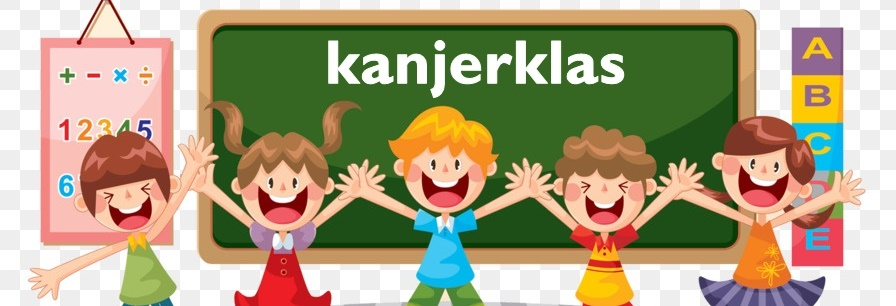 kanjerklas
+ - × ÷
12345
6
A
B
C
D
E